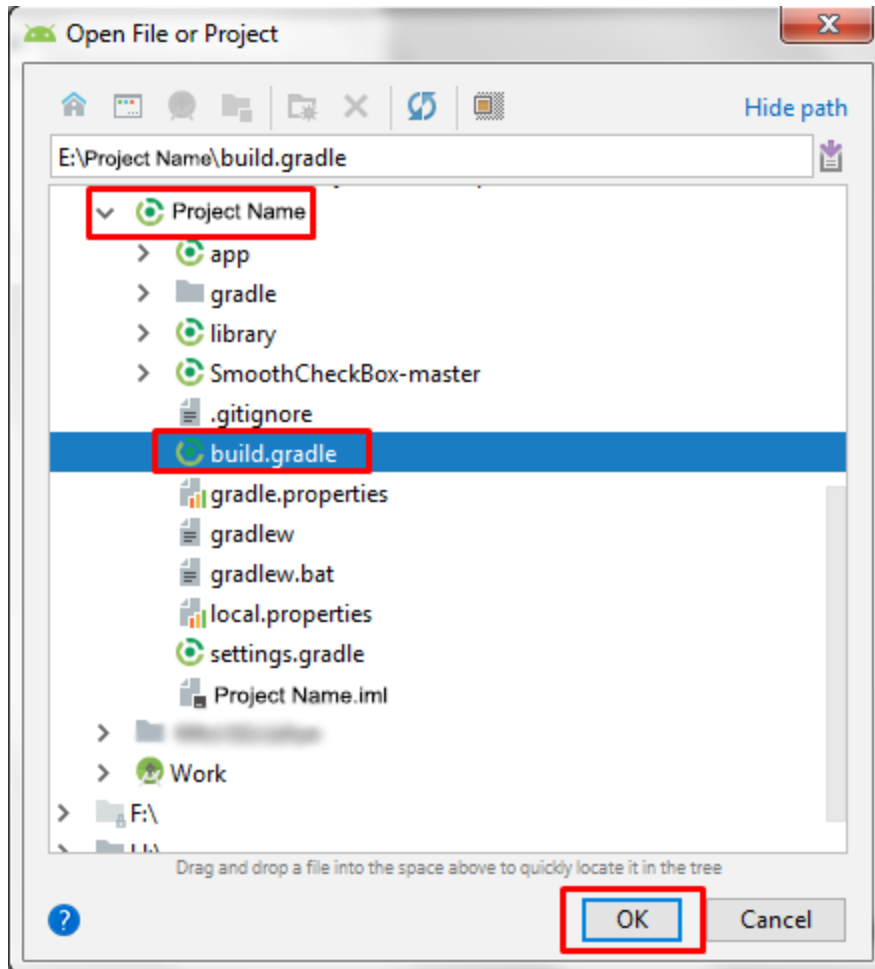 Open File or Project
Hide path
E:\Project Name\build.gradle
Project Name
app
gradle
library
SmoothCheckBox-master
.gitignore
build.gradle
gradle.properties
gradlew
gradlew.bat
local.properties
settings.gradle
Project Name.iml
Work
F:\
Drag and drop a file into the space above to quickly locate it in the tree
? OK Cancel